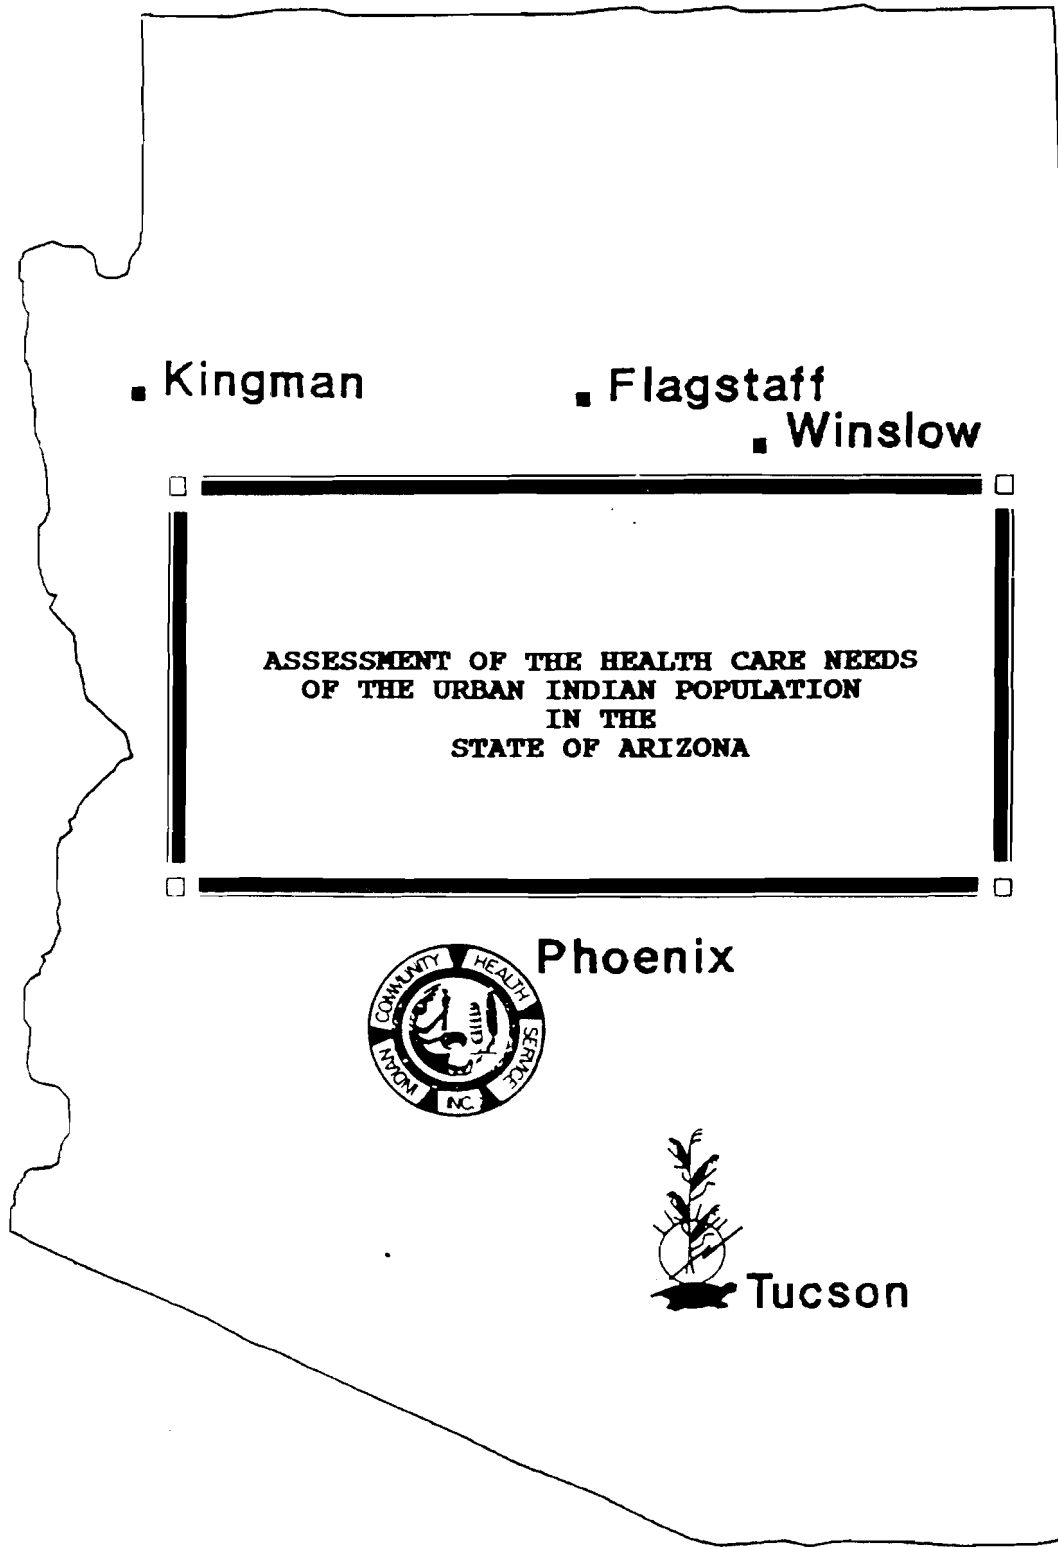 Kingman
Flagstaff
Winslow
ASSESSMENT OF THE HEALTH CARE NEEDS
OF THE URBAN INDIAN POPULATION
IN THE
STATE OF ARIZONA
Phoenix
INDIAN COMMUNITY HEALTH SERVICE INC.
Tucson